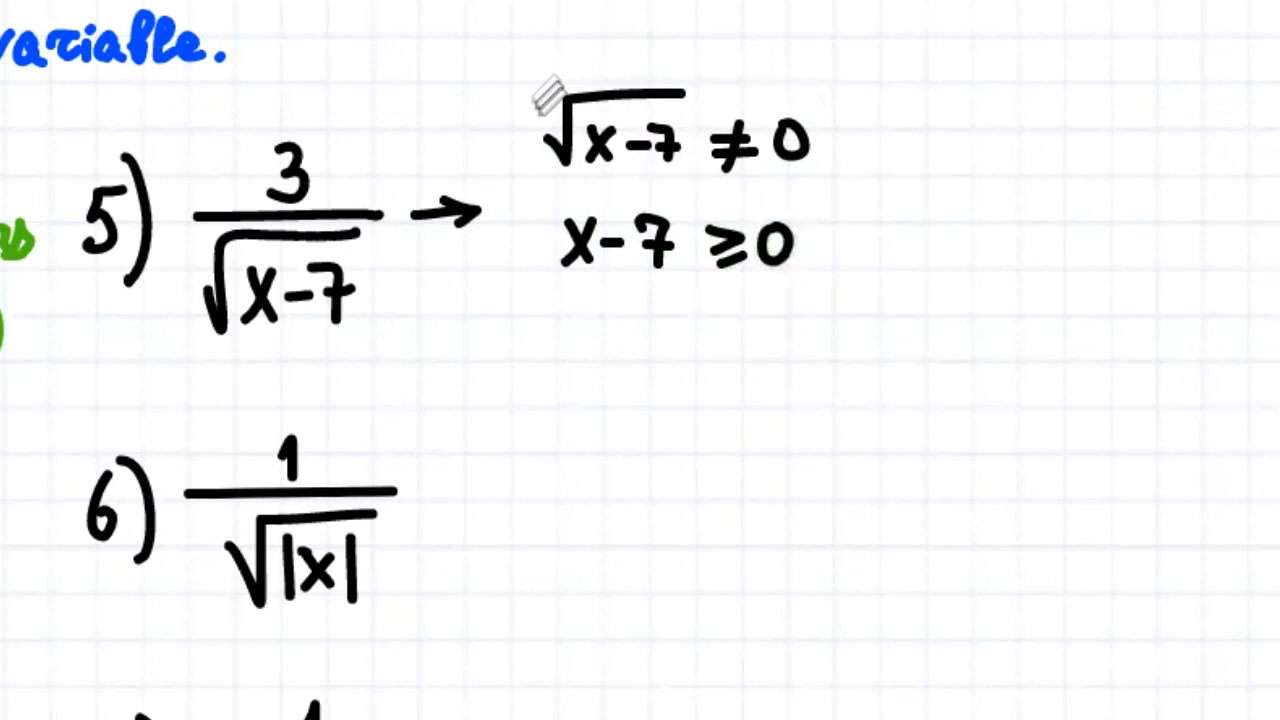 variable.
5) 3/√(x-7) → √(x-7) ≠ 0
x-7 ≥0
6) 1/√|x|